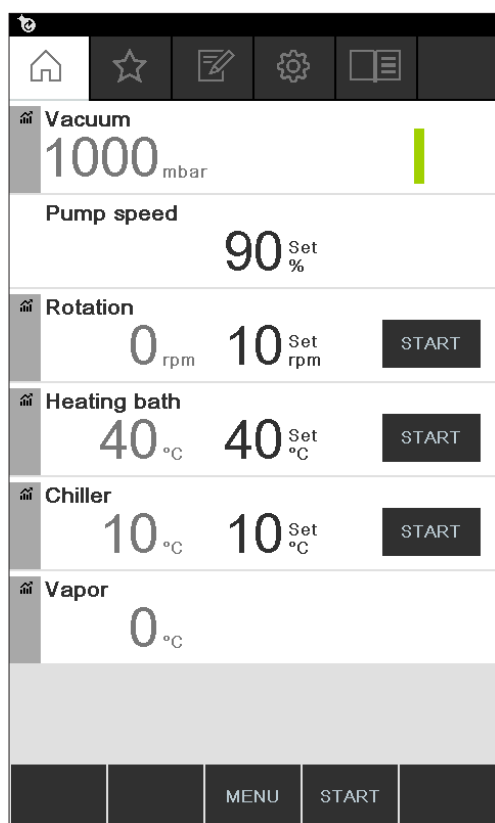 Vacuum
1000 mbar
Pump speed
90 Set %
Rotation
0 rpm 10 Set rpm START
Heating bath
40 °C 40 Set °C START
Chiller
10 °C 10 Set °C START
Vapor
0 °C
MENU START